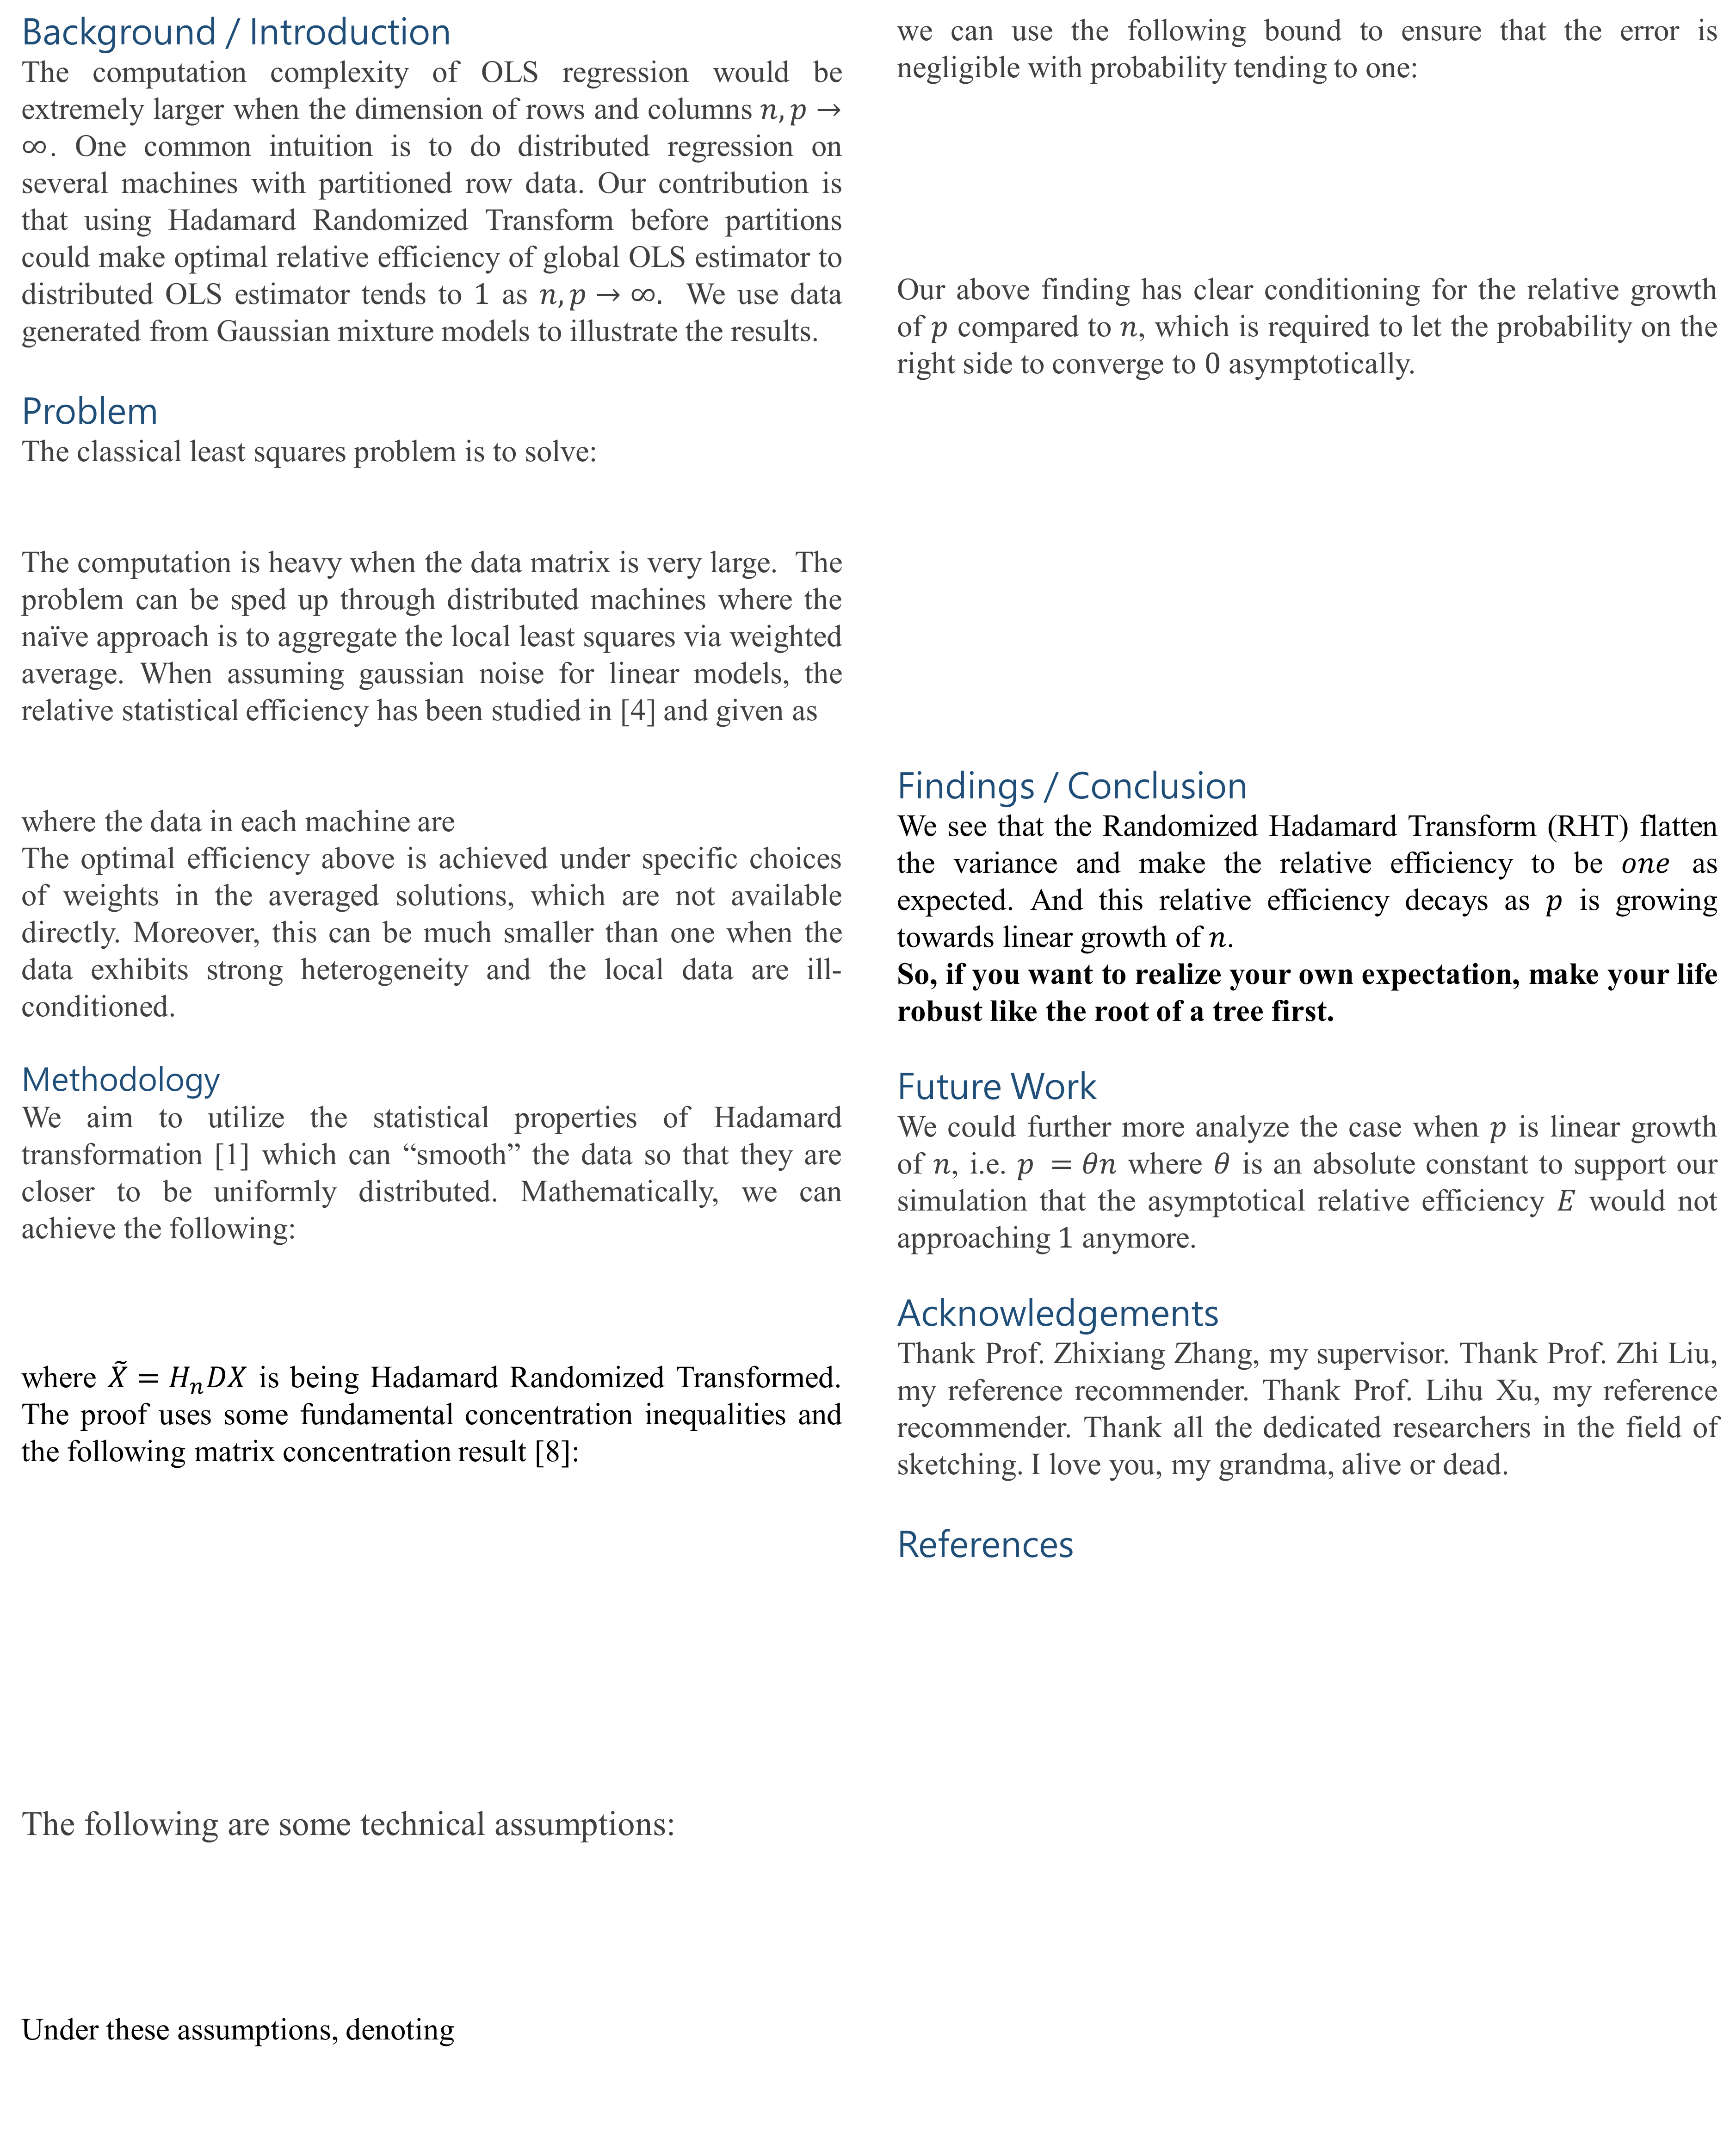 Background / Introduction
The computation complexity of OLS regression would be
extremely larger when the dimension of rows and columns n, p →
∞. One common intuition is to do distributed regression on
several machines with partitioned row data. Our contribution is
that using Hadamard Randomized Transform before partitions
could make optimal relative efficiency of global OLS estimator to
distributed OLS estimator tends to 1 as n, p → ∞. We use data
generated from Gaussian mixture models to illustrate the results.
Problem
The classical least squares problem is to solve:
The computation is heavy when the data matrix is very large. The
problem can be sped up through distributed machines where the
naïve approach is to aggregate the local least squares via weighted
average. When assuming gaussian noise for linear models, the
relative statistical efficiency has been studied in [4] and given as
where the data in each machine are
The optimal efficiency above is achieved under specific choices
of weights in the averaged solutions, which are not available
directly. Moreover, this can be much smaller than one when the
data exhibits strong heterogeneity and the local data are ill-
conditioned.
Methodology
We aim to utilize the statistical properties of Hadamard
transformation [1] which can “smooth” the data so that they are
closer to be uniformly distributed. Mathematically, we can
achieve the following:
where X̃ = HₙDX is being Hadamard Randomized Transformed.
The proof uses some fundamental concentration inequalities and
the following matrix concentration result [8]:
The following are some technical assumptions:
Under these assumptions, denoting
we can use the following bound to ensure that the error is
negligible with probability tending to one:
Our above finding has clear conditioning for the relative growth
of p compared to n, which is required to let the probability on the
right side to converge to 0 asymptotically.
Findings / Conclusion
We see that the Randomized Hadamard Transform (RHT) flatten
the variance and make the relative efficiency to be one as
expected. And this relative efficiency decays as p is growing
towards linear growth of n.
So, if you want to realize your own expectation, make your life
robust like the root of a tree first.
Future Work
We could further more analyze the case when p is linear growth
of n, i.e. p = θn where θ is an absolute constant to support our
simulation that the asymptotical relative efficiency E would not
approaching 1 anymore.
Acknowledgements
Thank Prof. Zhixiang Zhang, my supervisor. Thank Prof. Zhi Liu,
my reference recommender. Thank Prof. Lihu Xu, my reference
recommender. Thank all the dedicated researchers in the field of
sketching. I love you, my grandma, alive or dead.
References